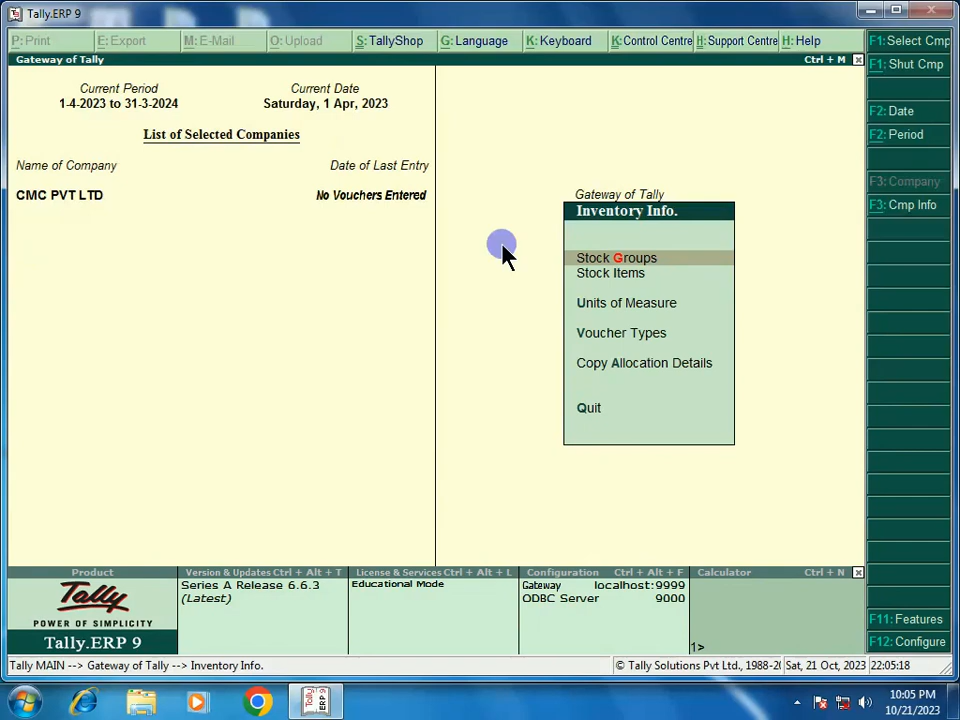 Tally.ERP 9
P: Print E: Export M: E-Mail O: Upload S: TallyShop G: Language K: Keyboard K: Control Centre H: Support Centre H: Help F1: Select Cmp
Gateway of Tally Ctrl + M
F1: Shut Cmp
Current Period Current Date
1-4-2023 to 31-3-2024 Saturday, 1 Apr, 2023
F2: Date
List of Selected Companies
F2: Period
Name of Company Date of Last Entry
F3: Company
CMC PVT LTD No Vouchers Entered
Gateway of Tally
F3: Cmp Info
Inventory Info.
Stock Groups
Stock Items
Units of Measure
Voucher Types
Copy Allocation Details
Quit
Product Version & Updates Ctrl + Alt + T License & Services Ctrl + Alt + L Configuration Ctrl + Alt + F Calculator Ctrl + N
Tally
POWER OF SIMPLICITY
Tally.ERP 9
Series A Release 6.6.3
(Latest)
Educational Mode
Gateway localhost:9999
ODBC Server 9000
1>
F11: Features
F12: Configure
Tally MAIN --> Gateway of Tally --> Inventory Info. © Tally Solutions Pvt Ltd., 1988-20 Sat, 21 Oct, 2023 22:05:18
Tally ERP 9
10:05 PM
10/21/2023